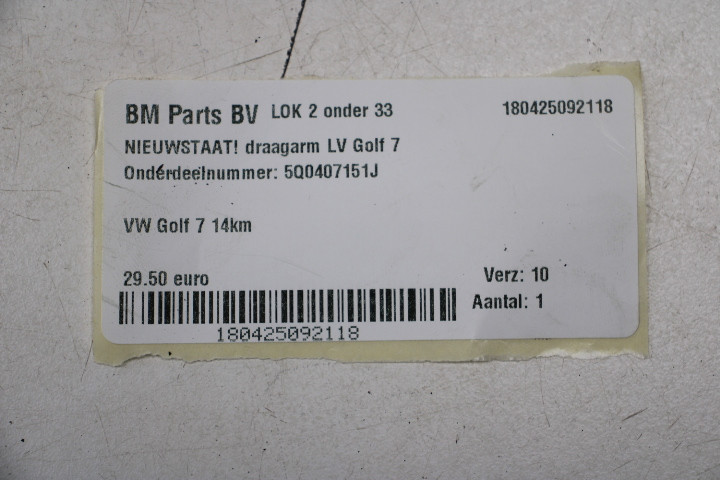 BM Parts BV LOK 2 onder 33 180425092118
NIEUWSTAAT! draagarm LV Golf 7
Onderdeelnummer: 5Q0407151J
VW Golf 7 14km
29.50 euro Verz: 10
Aantal: 1
180425092118